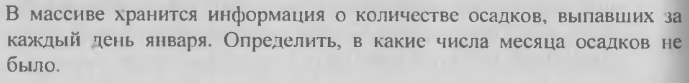 В массиве хранится информация о количестве осадков, выпавших за
каждый день января. Определить, в какие числа месяца осадков не
было.